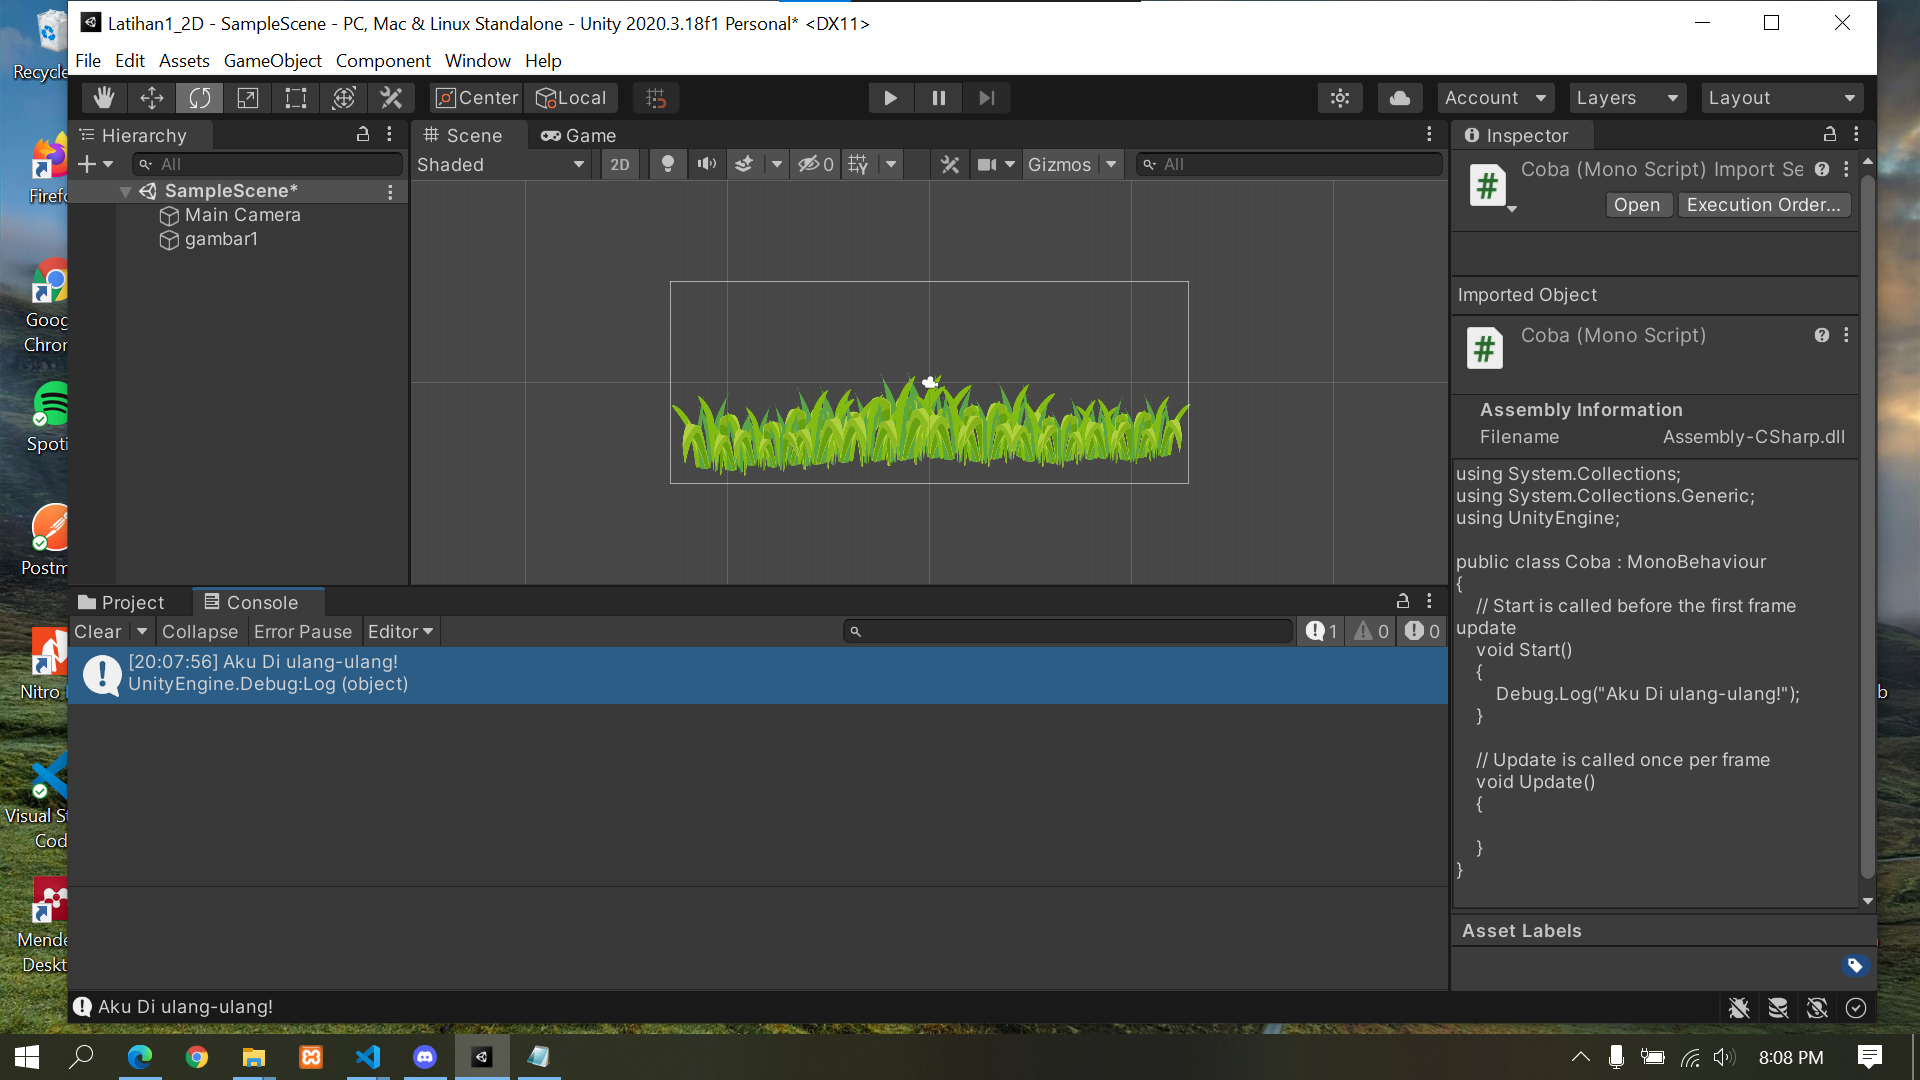 Latihan1_2D - SampleScene - PC, Mac & Linux Standalone - Unity 2020.3.18f1 Personal* <DX11>
File Edit Assets GameObject Component Window Help
Center Local Account Layers Layout
Hierarchy
All
SampleScene*
Main Camera
gambar1
Scene Game
Shaded 2D 0 Gizmos All
Inspector
Coba (Mono Script) Import Se
Open Execution Order...
Imported Object
Coba (Mono Script)
Assembly Information
Filename Assembly-CSharp.dll
using System.Collections;
using System.Collections.Generic;
using UnityEngine;
public class Coba : MonoBehaviour
{
// Start is called before the first frame
update
void Start()
{
Debug.Log("Aku Di ulang-ulang!");
}
// Update is called once per frame
void Update()
{
}
}
Asset Labels
Project Console
Clear Collapse Error Pause Editor 1 0 0
[20:07:56] Aku Di ulang-ulang!
UnityEngine.Debug:Log (object)
Aku Di ulang-ulang!
Recycle
Firefo
Goog
Chron
Spoti
Postm
Nitro
Visual St
Cod
Mende
Deskt
b
8:08 PM